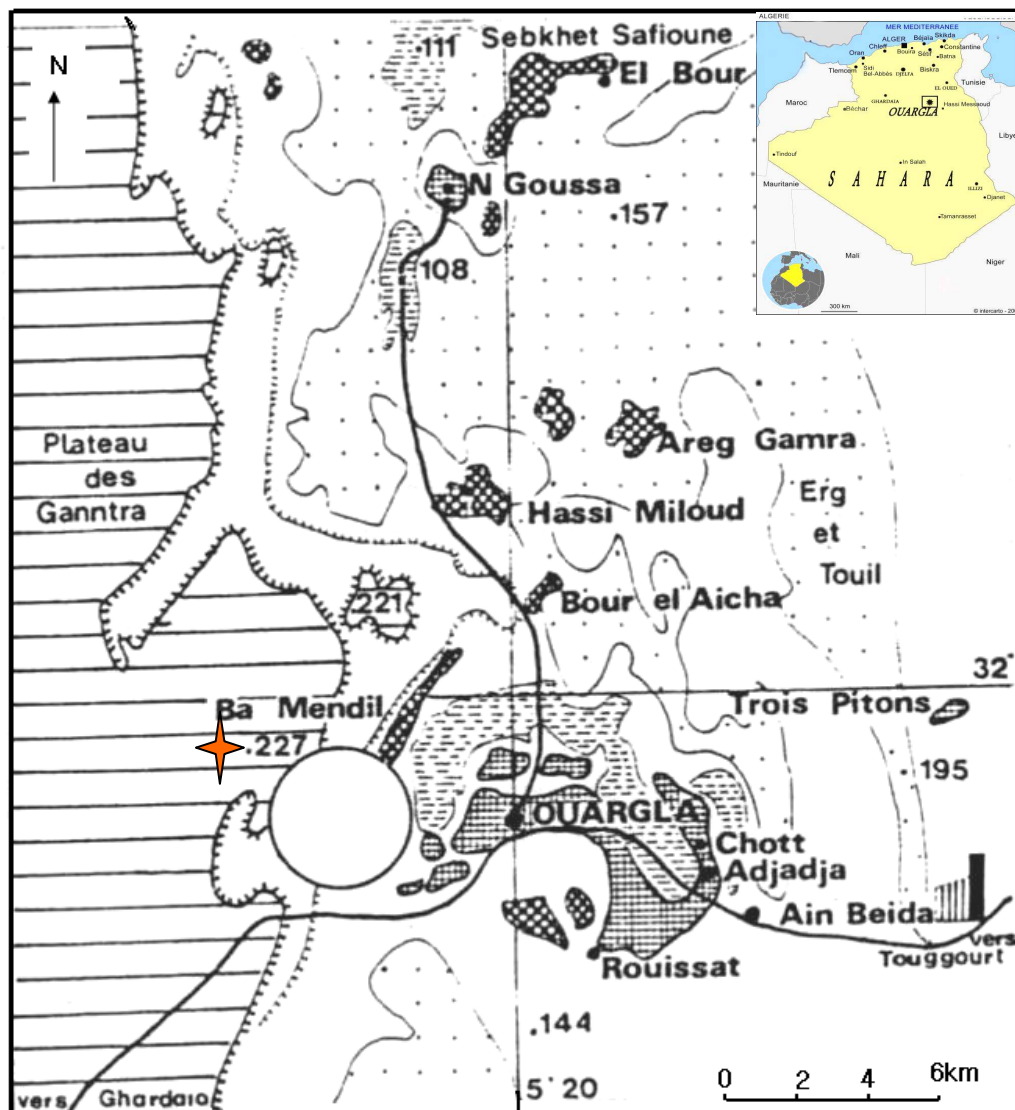 N
111
Sebkhet Safioune
El Bour
N Goussa
157
108
Plateau
des
Ganntra
Areg Gamra
Hassi Miloud
Erg
et
Touil
Bour el Aicha
221
32°
Ba Mendil
227
Trois Pitons
195
OUARGLA
Chott
Adjadja
Ain Beida
vers
Touggourt
Rouissat
144
5°20
0 2 4 6km
vers Ghardaia
ALGERIE
MER MEDITERRANEE
ALGER
Béjaïa
Skikda
Oran
Chleff
Bouira
Sétif
Constantine
Batna
Tlemcem
Sidi
Bel-Abbès
DJELFA
Biskra
Tunisie
EL OUED
GHARDAIA
Maroc
Béchar
OUARGLA
Hassi Messaoud
Libye
Tindouf
In Salah
SAHARA
Mauritanie
ILLIZI
Djanet
Tamanrasset
Mali
Niger
300 km